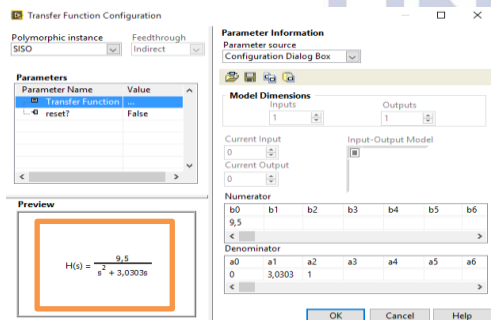 Transfer Function Configuration
Polymorphic instance Feedthrough
SISO Indirect
Parameters
Parameter Name Value
Transfer Function ...
reset? False
Preview
H(s) = 9,5 / s² + 3,0303s
Parameter Information
Parameter source
Configuration Dialog Box
Model Dimensions
Inputs Outputs
1 1
Current Input Input-Output Model
0
Current Output
0
Numerator
b0 b1 b2 b3 b4 b5 b6
9,5
Denominator
a0 a1 a2 a3 a4 a5 a6
0 3,0303 1
OK Cancel Help